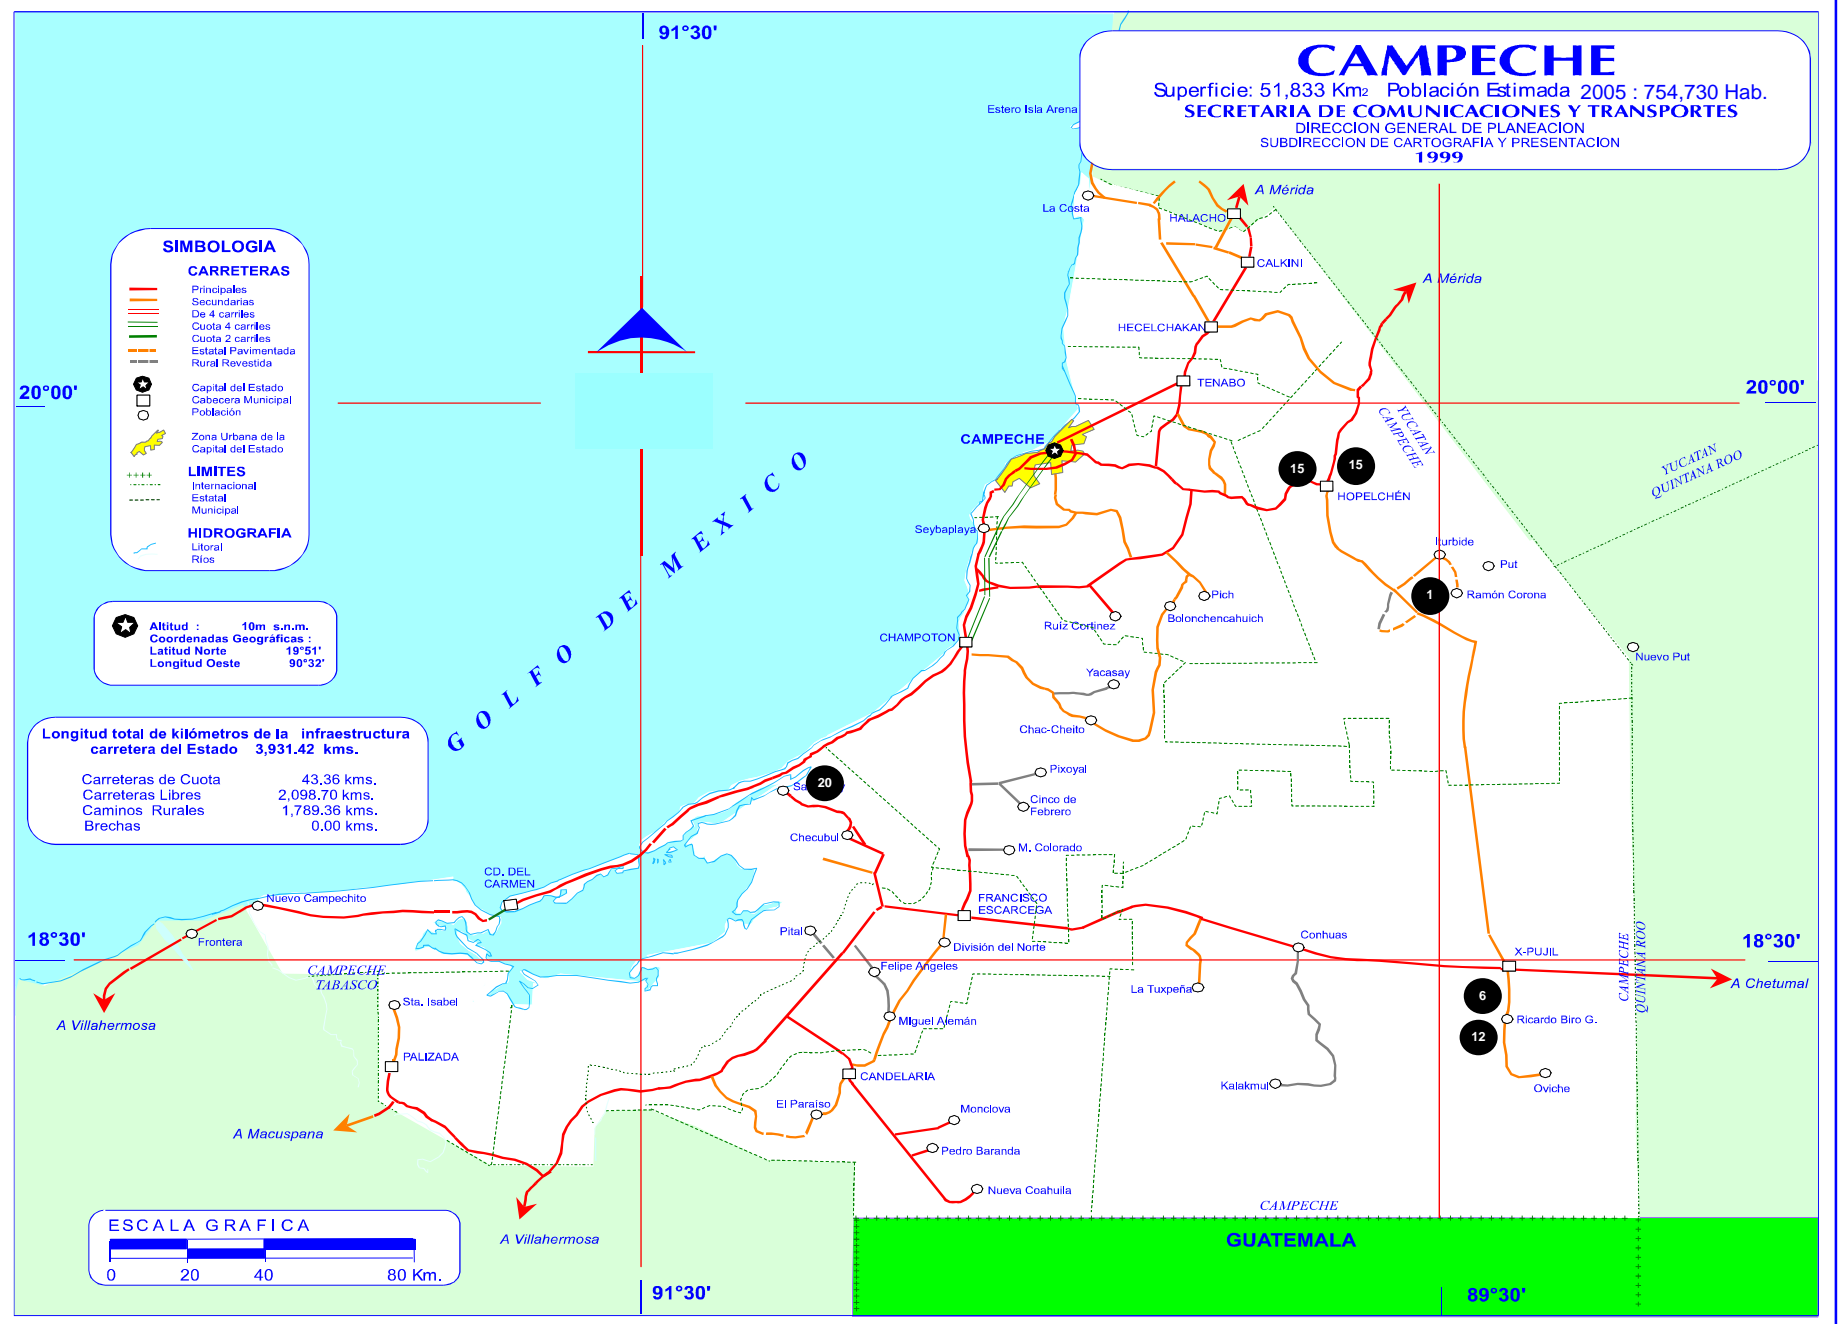 91°30'
CAMPECHE
Superficie: 51,833 Km2 Población Estimada 2005 : 754,730 Hab.
SECRETARIA DE COMUNICACIONES Y TRANSPORTES
DIRECCION GENERAL DE PLANEACION
SUBDIRECCION DE CARTOGRAFIA Y PRESENTACION
1999
Estero Isla Arena
A Mérida
La Costa
HALACHO
CALKINI
A Mérida
HECELCHAKAN
TENABO
SIMBOLOGIA
CARRETERAS
Principales
Secundarias
De 4 carriles
Cuota 4 carriles
Cuota 2 carriles
Estatal Pavimentada
Rural Revestida
Capital del Estado
Cabecera Municipal
Población
Zona Urbana de la
Capital del Estado
LIMITES
Internacional
Estatal
Municipal
HIDROGRAFIA
Litoral
Ríos
20°00'
20°00'
YUCATAN
CAMPECHE
YUCATAN
QUINTANA ROO
CAMPECHE
15
15
HOPELCHÉN
GOLFO DE MEXICO
Seybaplaya
Iturbide
Put
1
Ramón Corona
Pich
Bolonchencahuich
Ruiz Cortinez
CHAMPOTON
Nuevo Put
Yacasay
Chac-Cheito
Altitud : 10m s.n.m.
Coordenadas Geográficas :
Latitud Norte 19°51'
Longitud Oeste 90°32'
Longitud total de kilómetros de la infraestructura
carretera del Estado 3,931.42 kms.
Carreteras de Cuota 43.36 kms.
Carreteras Libres 2,098.70 kms.
Caminos Rurales 1,789.36 kms.
Brechas 0.00 kms.
20
Pixoyal
Cinco de
Febrero
Checubul
M. Colorado
CD. DEL
CARMEN
Nuevo Campechito
FRANCISCO
ESCARCEGA
18°30'
Frontera
Pital
División del Norte
Conhuas
18°30'
X-PUJIL
CAMPECHE
TABASCO
Felipe Angeles
CAMPECHE
QUINTANA ROO
A Chetumal
La Tuxpeña
6
Sta. Isabel
A Villahermosa
Miguel Alemán
Ricardo Biro G.
12
PALIZADA
CANDELARIA
Kalakmul
Oviche
El Paraíso
Monclova
A Macuspana
Pedro Baranda
Nueva Coahuila
CAMPECHE
ESCALA GRAFICA
0 20 40 80 Km.
A Villahermosa
GUATEMALA
91°30'
89°30'